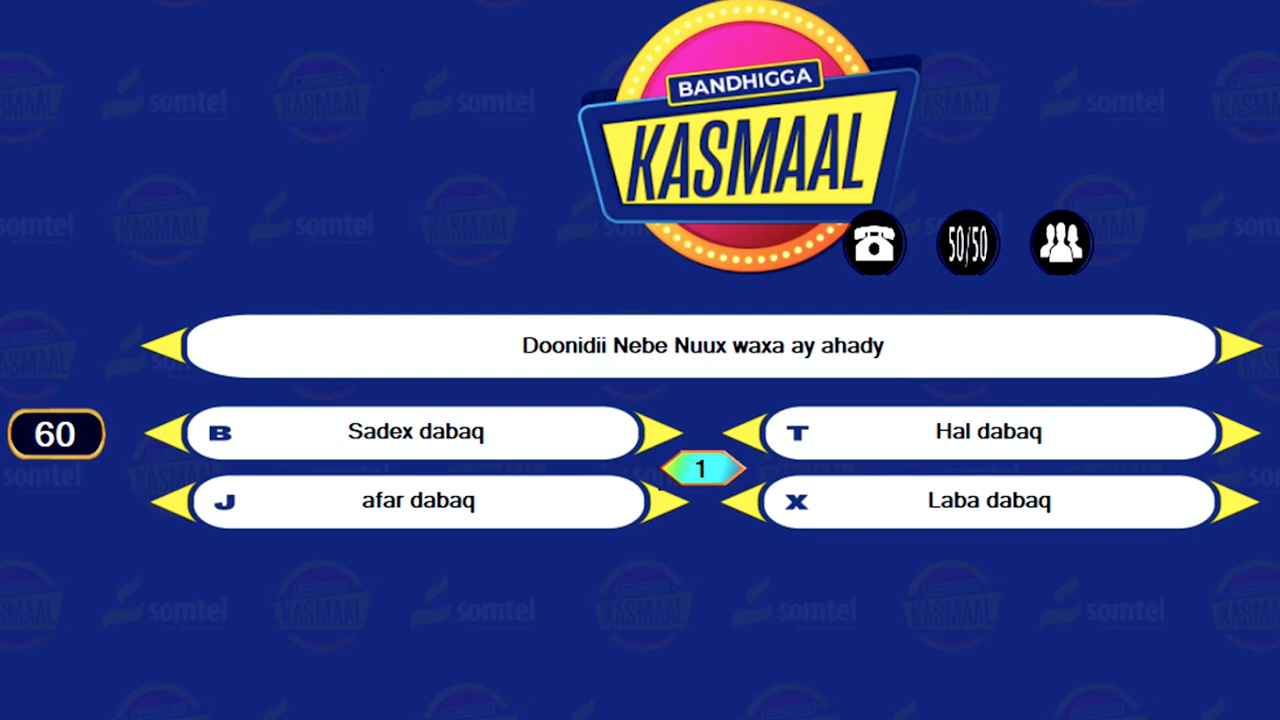 BANDHIGGA
KASMAAL
50/50
Doonidii Nebe Nuux waxa ay ahady
60
B Sadex dabaq
T Hal dabaq
1
J afar dabaq
X Laba dabaq
somtel